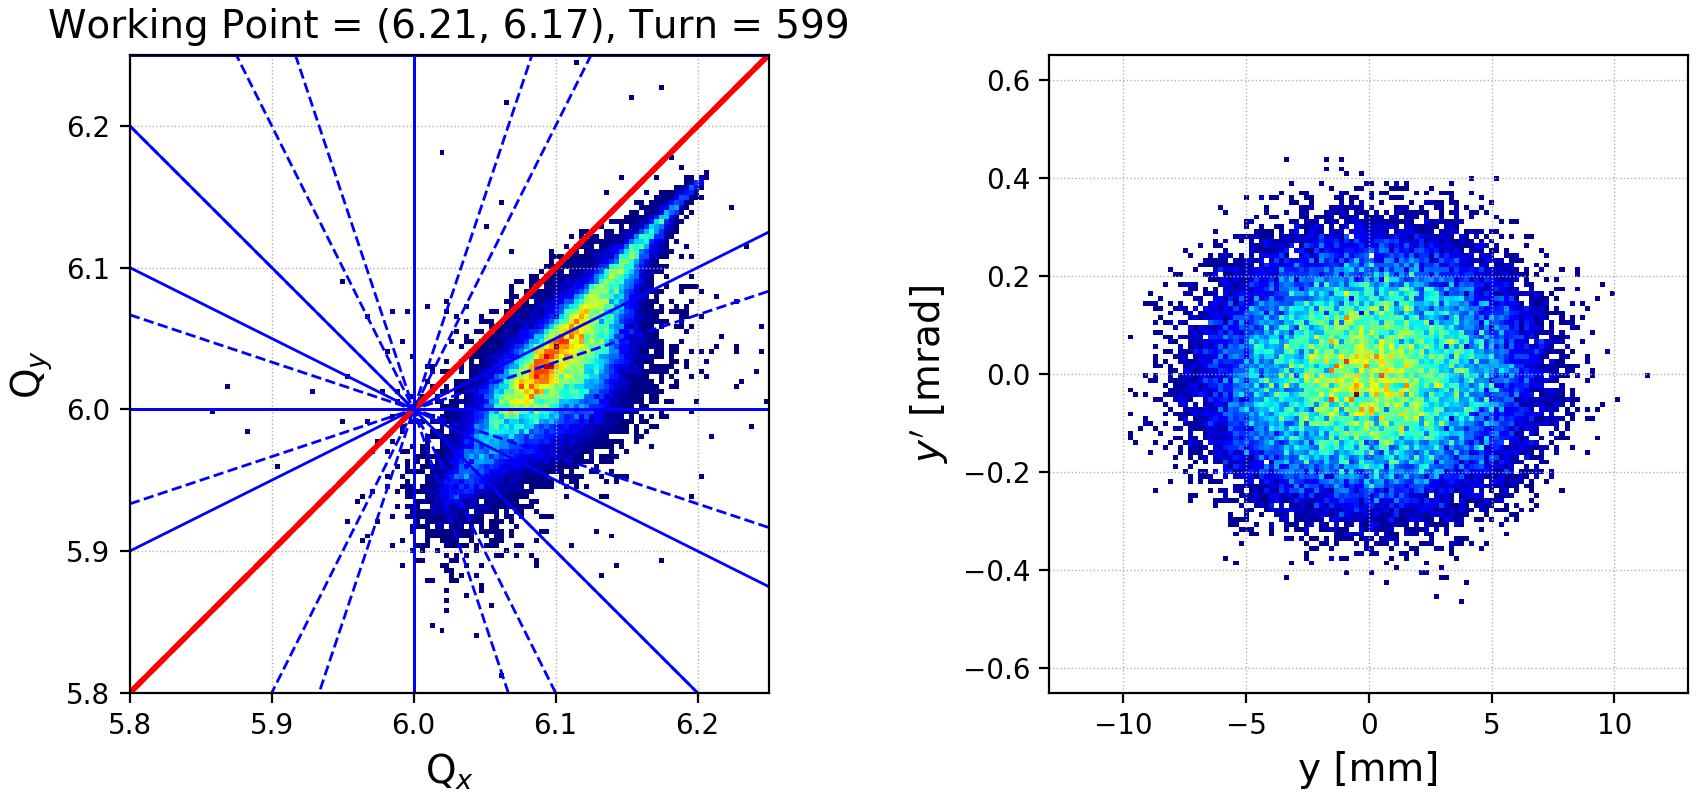 Working Point = (6.21, 6.17), Turn = 599
6.2
6.1
6.0
5.9
5.8
Q_y
5.8 5.9 6.0 6.1 6.2
Q_x
0.6
0.4
0.2
0.0
−0.2
−0.4
−0.6
y′ [mrad]
−10 −5 0 5 10
y [mm]